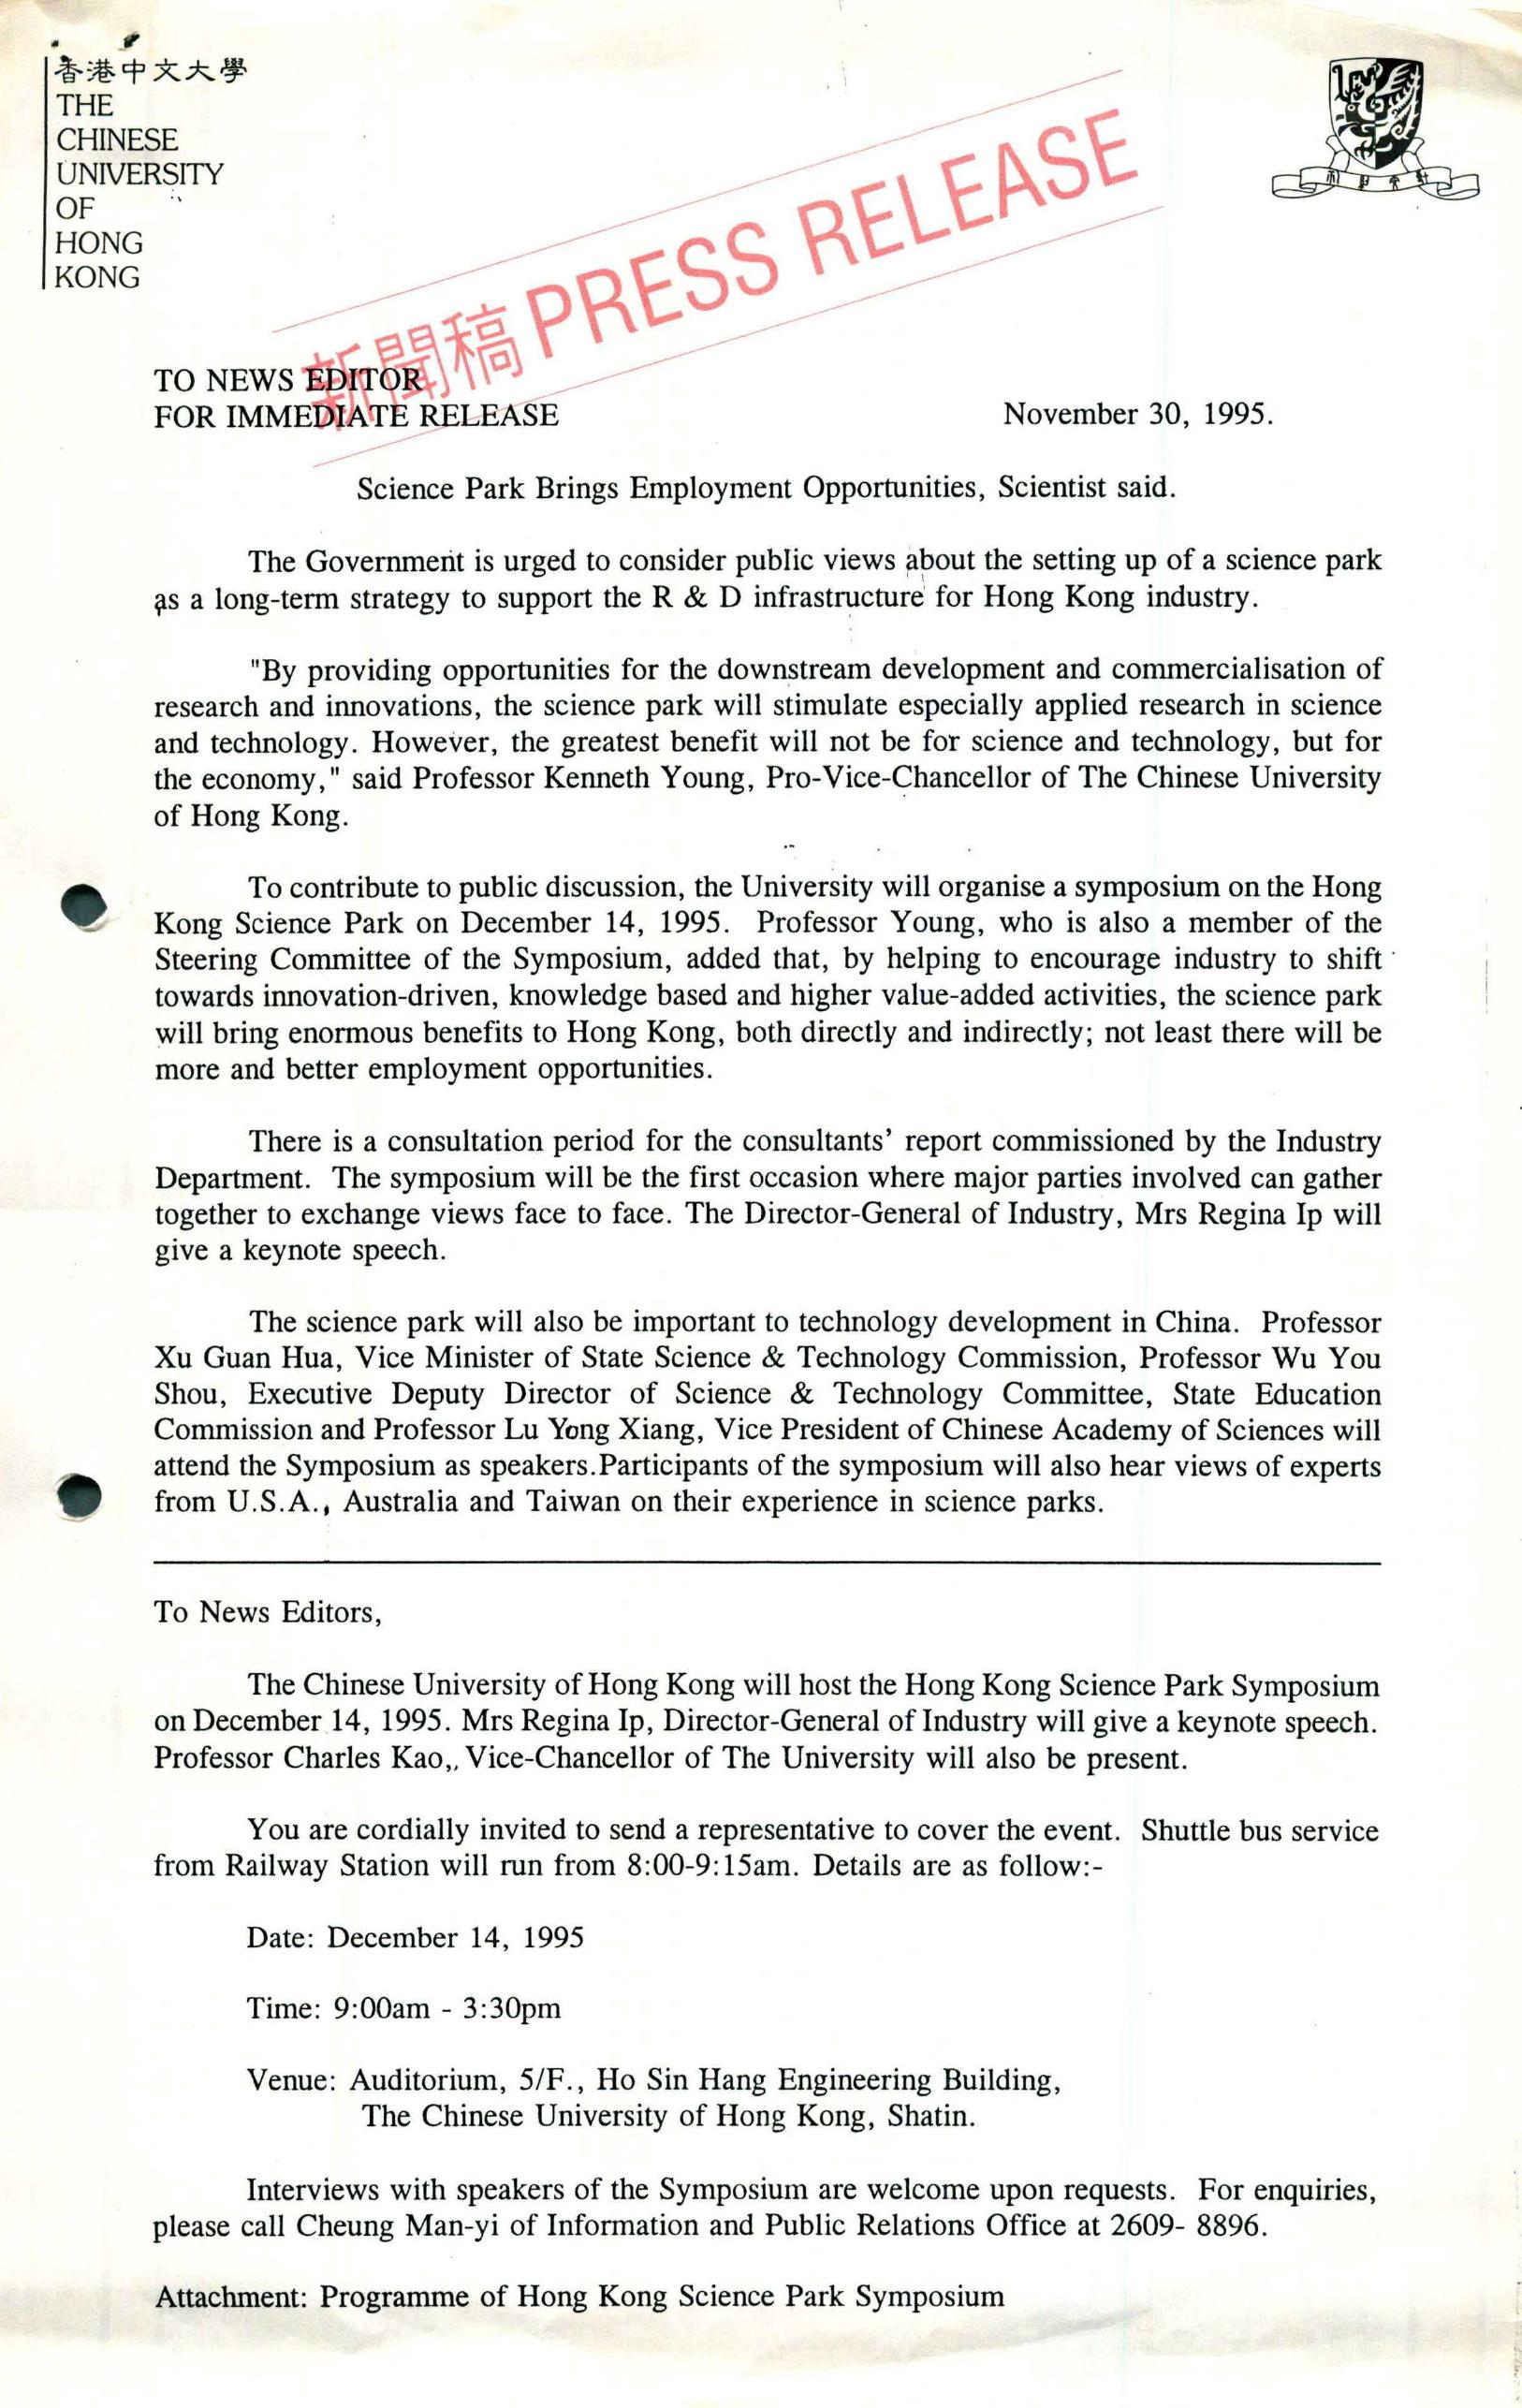 香港中文大學
THE
CHINESE
UNIVERSITY
OF
HONG
KONG
新聞稿 PRESS RELEASE
TO NEWS EDITOR
FOR IMMEDIATE RELEASE
November 30, 1995.
Science Park Brings Employment Opportunities, Scientist said.
The Government is urged to consider public views about the setting up of a science park
as a long-term strategy to support the R & D infrastructure for Hong Kong industry.
"By providing opportunities for the downstream development and commercialisation of
research and innovations, the science park will stimulate especially applied research in science
and technology. However, the greatest benefit will not be for science and technology, but for
the economy," said Professor Kenneth Young, Pro-Vice-Chancellor of The Chinese University
of Hong Kong.
To contribute to public discussion, the University will organise a symposium on the Hong
Kong Science Park on December 14, 1995. Professor Young, who is also a member of the
Steering Committee of the Symposium, added that, by helping to encourage industry to shift
towards innovation-driven, knowledge based and higher value-added activities, the science park
will bring enormous benefits to Hong Kong, both directly and indirectly; not least there will be
more and better employment opportunities.
There is a consultation period for the consultants' report commissioned by the Industry
Department. The symposium will be the first occasion where major parties involved can gather
together to exchange views face to face. The Director-General of Industry, Mrs Regina Ip will
give a keynote speech.
The science park will also be important to technology development in China. Professor
Xu Guan Hua, Vice Minister of State Science & Technology Commission, Professor Wu You
Shou, Executive Deputy Director of Science & Technology Committee, State Education
Commission and Professor Lu Yong Xiang, Vice President of Chinese Academy of Sciences will
attend the Symposium as speakers.Participants of the symposium will also hear views of experts
from U.S.A., Australia and Taiwan on their experience in science parks.
To News Editors,
The Chinese University of Hong Kong will host the Hong Kong Science Park Symposium
on December 14, 1995. Mrs Regina Ip, Director-General of Industry will give a keynote speech.
Professor Charles Kao,, Vice-Chancellor of The University will also be present.
You are cordially invited to send a representative to cover the event. Shuttle bus service
from Railway Station will run from 8:00-9:15am. Details are as follow:-
Date: December 14, 1995
Time: 9:00am - 3:30pm
Venue: Auditorium, 5/F., Ho Sin Hang Engineering Building,
The Chinese University of Hong Kong, Shatin.
Interviews with speakers of the Symposium are welcome upon requests. For enquiries,
please call Cheung Man-yi of Information and Public Relations Office at 2609- 8896.
Attachment: Programme of Hong Kong Science Park Symposium